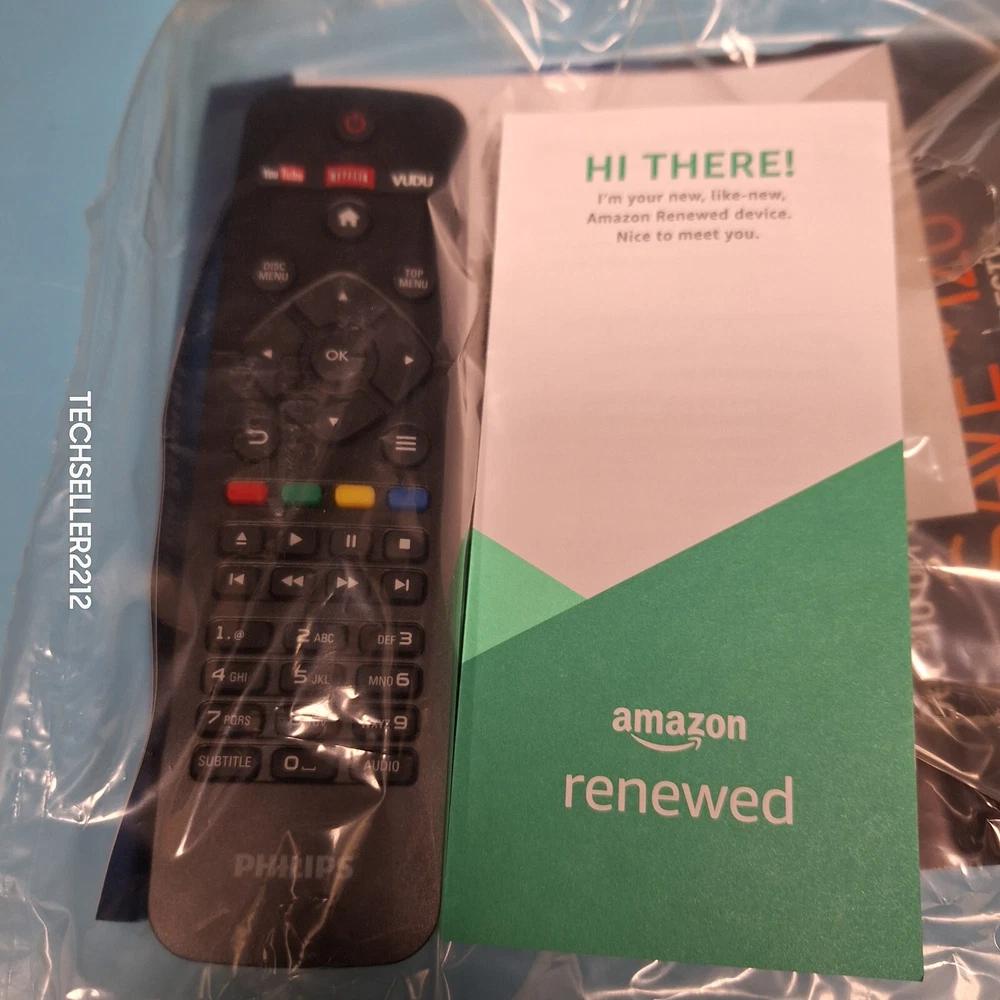 YouTube NETFLIX VUDU
DISC MENU
TOP MENU
OK
1.@ 2 ABC DEF 3
4 GHI 5 JKL MNO 6
7 PQRS 9
SUBTITLE 0 AUDIO
PHILIPS
HI THERE!
I'm your new, like-new,
Amazon Renewed device.
Nice to meet you.
amazon
renewed
TECHSELLER2212